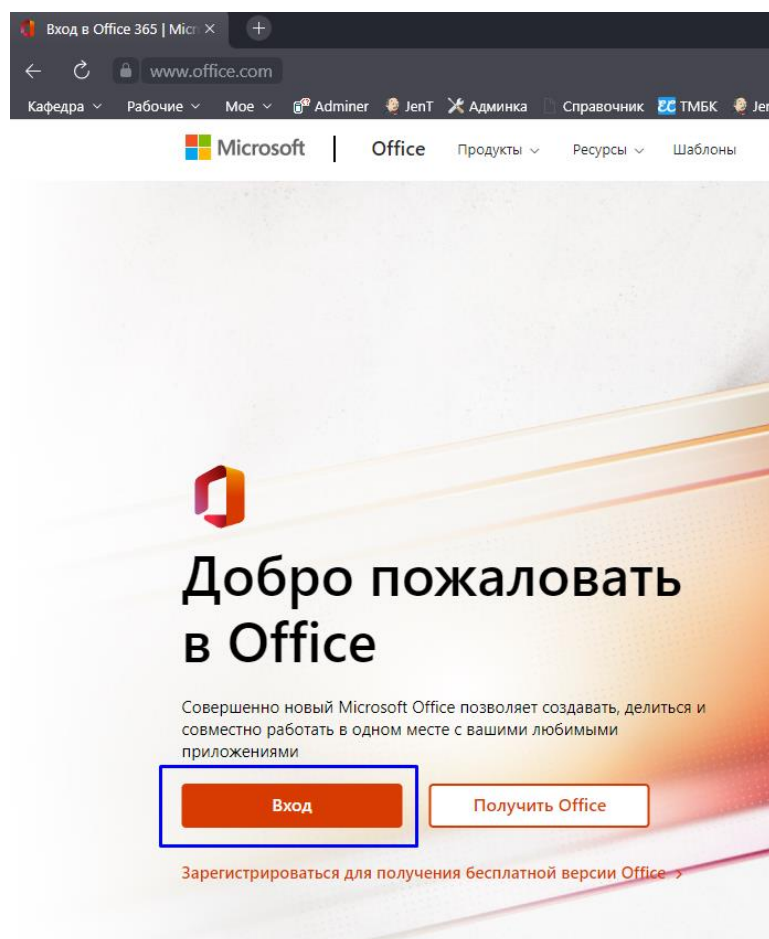 Вход в Office 365 | Micr
www.office.com
Кафедра Рабочие Мое Adminer JenT Админка Справочник ТМБК Jer
Microsoft | Office Продукты Ресурсы Шаблоны
Добро пожаловать
в Office
Совершенно новый Microsoft Office позволяет создавать, делиться и
совместно работать в одном месте с вашими любимыми
приложениями
Вход Получить Office
Зарегистрироваться для получения бесплатной версии Office >